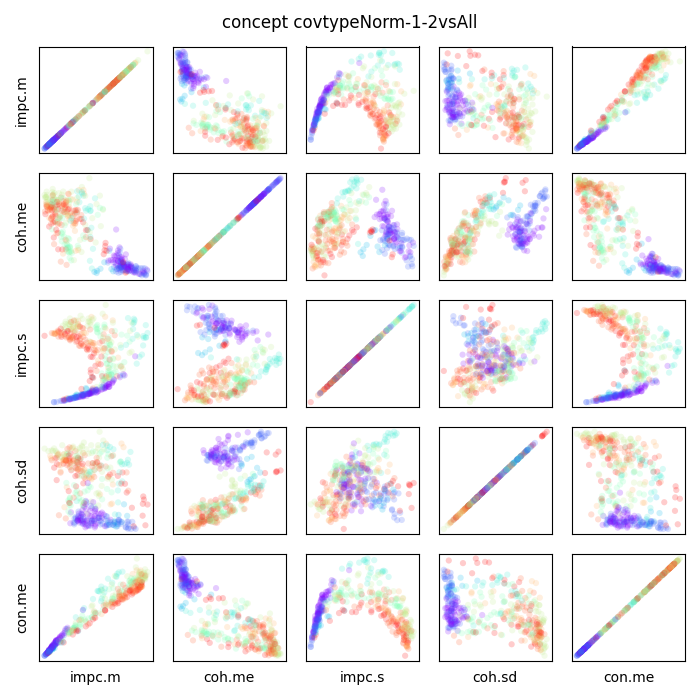 concept covtypeNorm-1-2vsAll
impc.m
coh.me
impc.s
coh.sd
con.me
impc.m
coh.me
impc.s
coh.sd
con.me